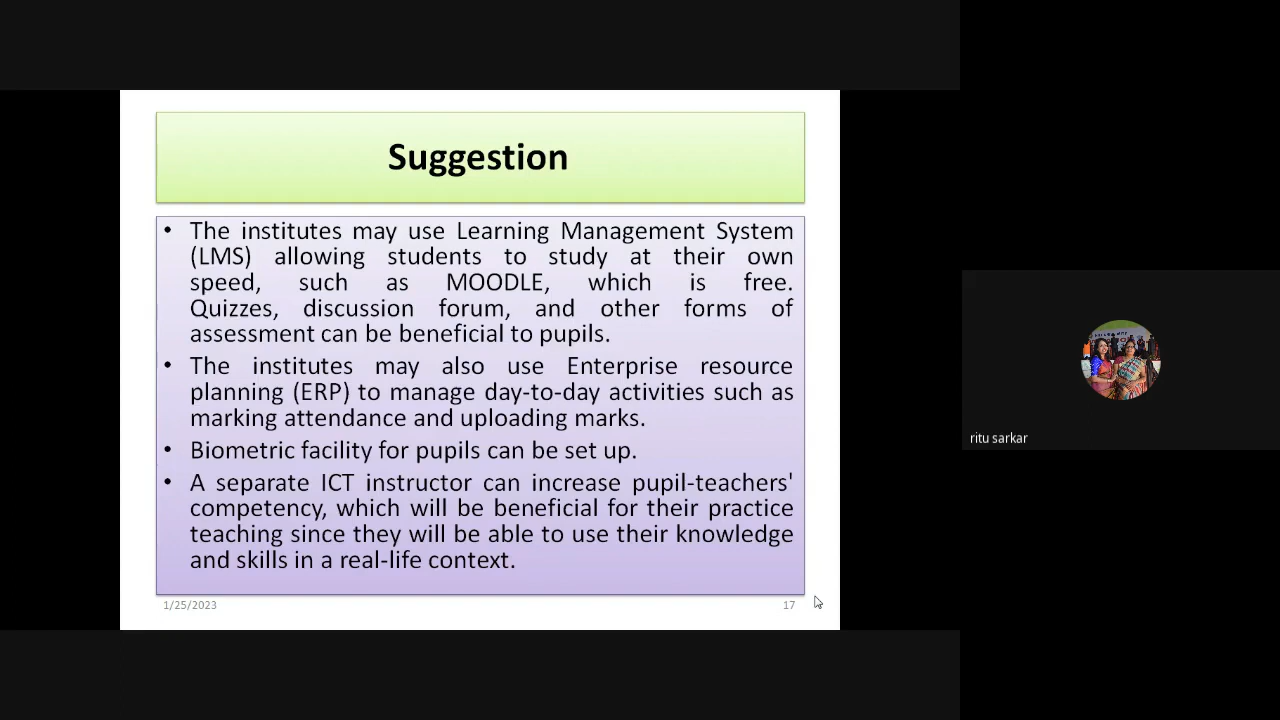 Suggestion
• The institutes may use Learning Management System
(LMS) allowing students to study at their own
speed, such as MOODLE, which is free.
Quizzes, discussion forum, and other forms of
assessment can be beneficial to pupils.
• The institutes may also use Enterprise resource
planning (ERP) to manage day-to-day activities such as
marking attendance and uploading marks.
• Biometric facility for pupils can be set up.
• A separate ICT instructor can increase pupil-teachers'
competency, which will be beneficial for their practice
teaching since they will be able to use their knowledge
and skills in a real-life context.
1/25/2023
17
ritu sarkar